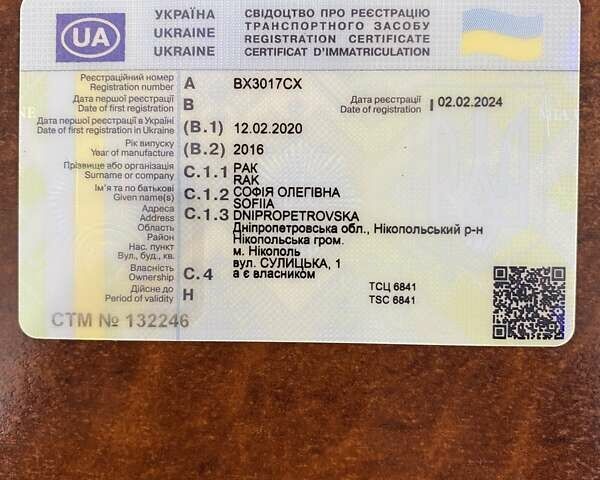 УКРАЇНА
UKRAINE
UKRAINE
UA
СВІДОЦТВО ПРО РЕЄСТРАЦІЮ
ТРАНСПОРТНОГО ЗАСОБУ
REGISTRATION CERTIFICATE
CERTIFICAT D'IMMATRICULATION
Реєстраційний номер
Registration number A BX3017CX
Дата першої реєстрації
Date of first registration B
Дата реєстрації
Date of registration I 02.02.2024
Дата першої реєстрації в Україні
Date of first registration in Ukraine (B.1) 12.02.2020
Рік випуску
Year of manufacture (B.2) 2016
Прізвище або організація
Surname or company C.1.1 РАК
RAK
Ім'я та по батькові
Given name(s) C.1.2 СОФІЯ ОЛЕГІВНА
SOFIIA
Адреса
Address C.1.3 DNIPROPETROVSKA
Область Дніпропетровська обл., Нікопольський р-н
Район Нікопольська гром.
Нас. пункт м. Нікополь
Вул., буд., кв. вул. СУЛИЦЬКА, 1
Власність
Ownership C.4 а є власником
Дійсне до
Period of validity H
ТСЦ 6841
TSC 6841
СТМ № 132246